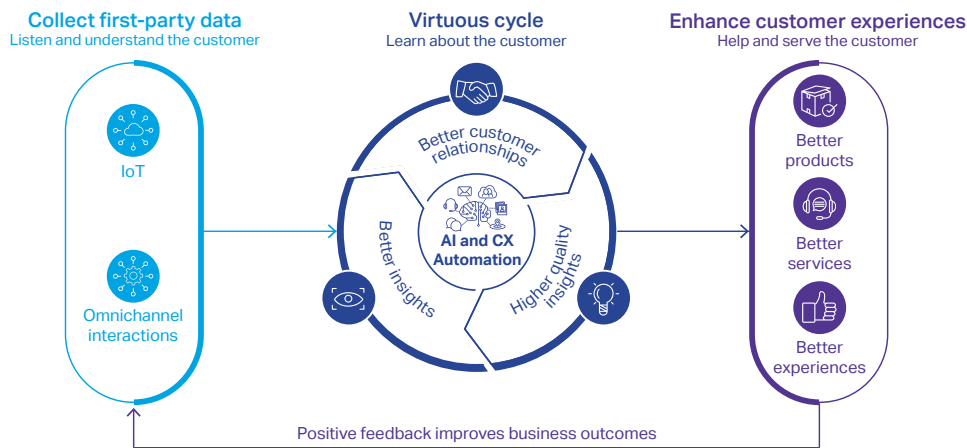 Collect first-party data
Listen and understand the customer
IoT
Omnichannel
interactions
Virtuous cycle
Learn about the customer
Better customer
relationships
Better insights
AI and CX
Automation
Higher quality
insights
Enhance customer experiences
Help and serve the customer
Better
products
Better
services
Better
experiences
Positive feedback improves business outcomes